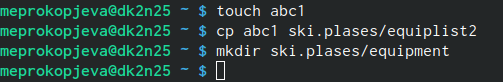 meprokopjeva@dk2n25 ~ $ touch abc1
meprokopjeva@dk2n25 ~ $ cp abc1 ski.plases/equiplist2
meprokopjeva@dk2n25 ~ $ mkdir ski.plases/equipment
meprokopjeva@dk2n25 ~ $